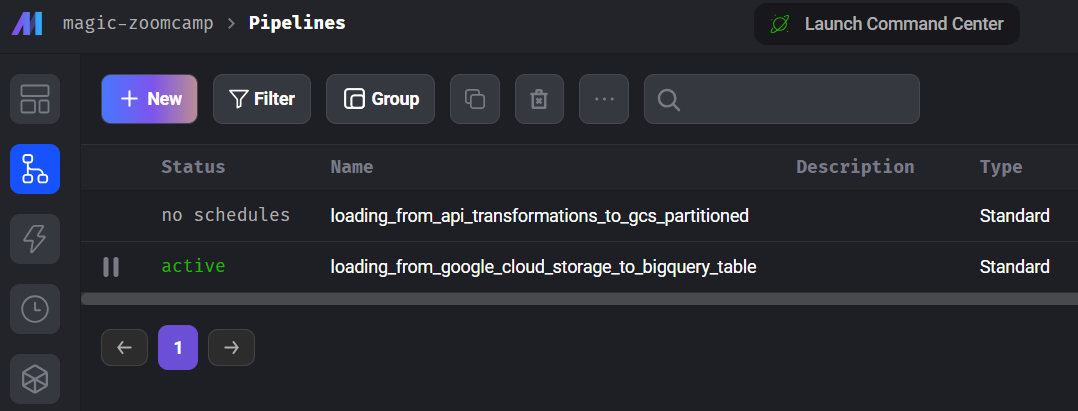 magic-zoomcamp > Pipelines
Launch Command Center
+ New Filter Group ...
Status Name Description Type
no schedules loading_from_api_transformations_to_gcs_partitioned Standard
active loading_from_google_cloud_storage_to_bigquery_table Standard
← 1 →